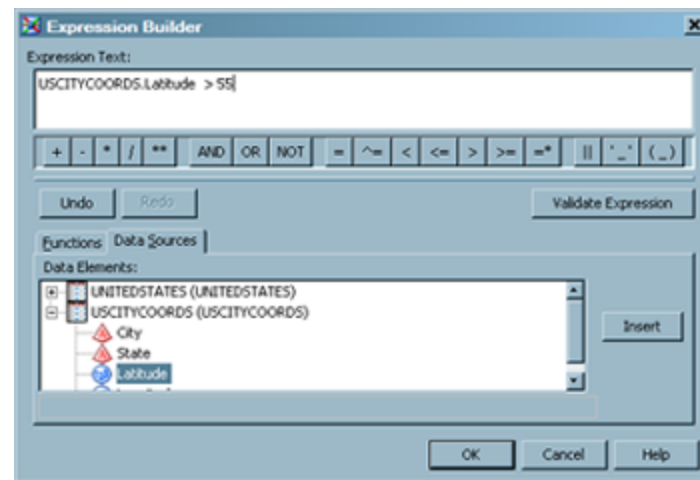 Expression Builder
Expression Text:
USCITYCOORDS.Latitude > 55
+ - * / ** AND OR NOT = ^= < <= > >= =* || '_' (_)
Undo Redo Validate Expression
Functions Data Sources
Data Elements:
UNITEDSTATES (UNITEDSTATES)
USCITYCOORDS (USCITYCOORDS)
City
State
Latitude
Insert
OK Cancel Help